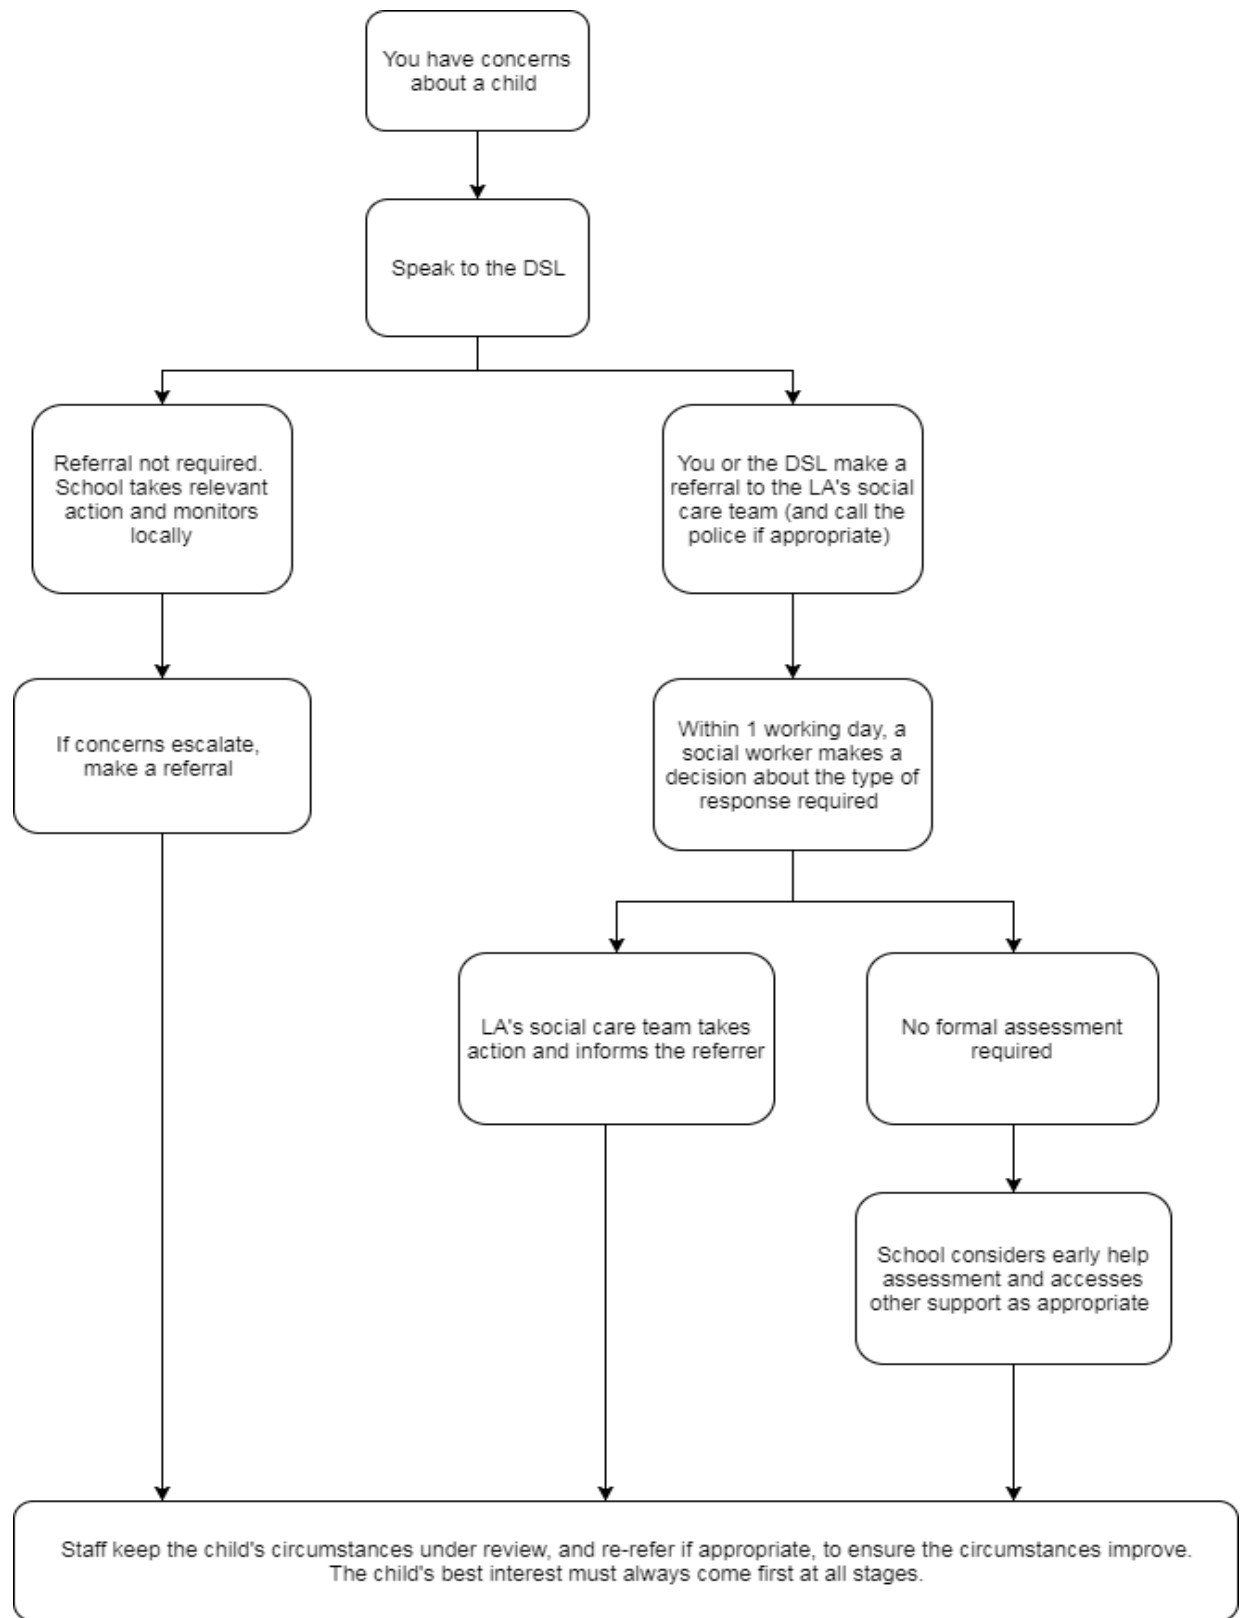 You have concerns
about a child
Speak to the DSL
Referral not required.
School takes relevant
action and monitors
locally
You or the DSL make a
referral to the LA's social
care team (and call the
police if appropriate)
If concerns escalate,
make a referral
Within 1 working day, a
social worker makes a
decision about the type of
response required
LA's social care team takes
action and informs the referrer
No formal assessment
required
School considers early help
assessment and accesses
other support as appropriate
Staff keep the child's circumstances under review, and re-refer if appropriate, to ensure the circumstances improve.
The child's best interest must always come first at all stages.